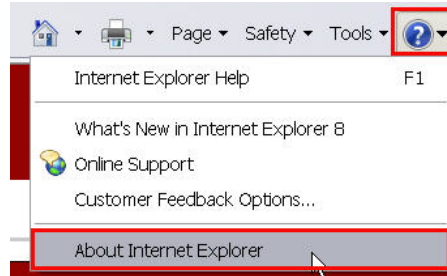 Page Safety Tools ?
Internet Explorer Help F1
What's New in Internet Explorer 8
Online Support
Customer Feedback Options...
About Internet Explorer